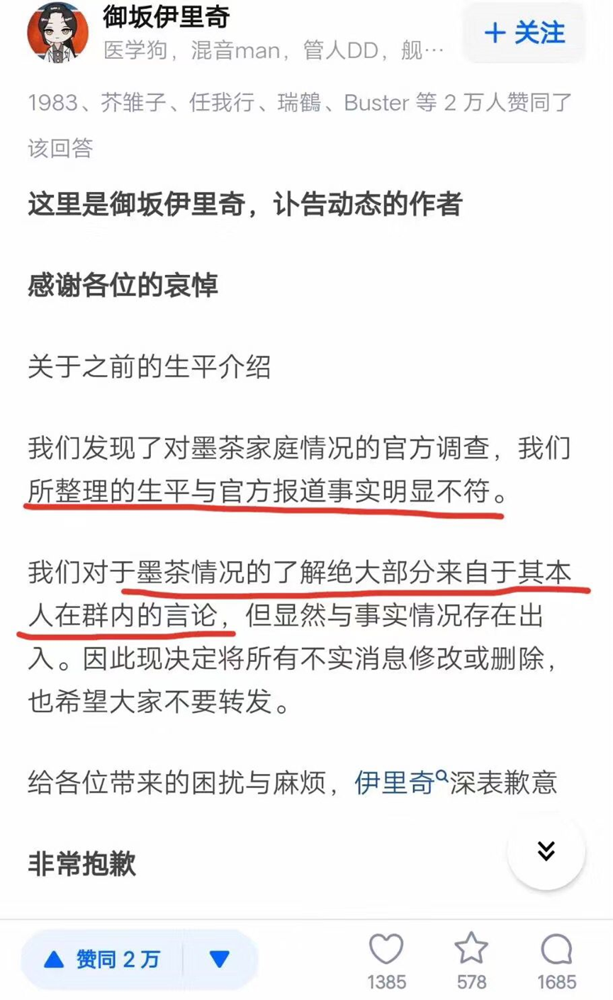 御坂伊里奇
医学狗，混音man，管人DD，舰…
+ 关注
1983、芥雏子、任我行、瑞鶴、Buster 等 2 万人赞同了
该回答
这里是御坂伊里奇，讣告动态的作者
感谢各位的哀悼
关于之前的生平介绍
我们发现了对墨茶家庭情况的官方调查，我们
所整理的生平与官方报道事实明显不符。
我们对于墨茶情况的了解绝大部分来自于其本
人在群内的言论，但显然与事实情况存在出
入。因此现决定将所有不实消息修改或删除，
也希望大家不要转发。
给各位带来的困扰与麻烦，伊里奇深表歉意
非常抱歉
赞同 2 万
1385
578
1685